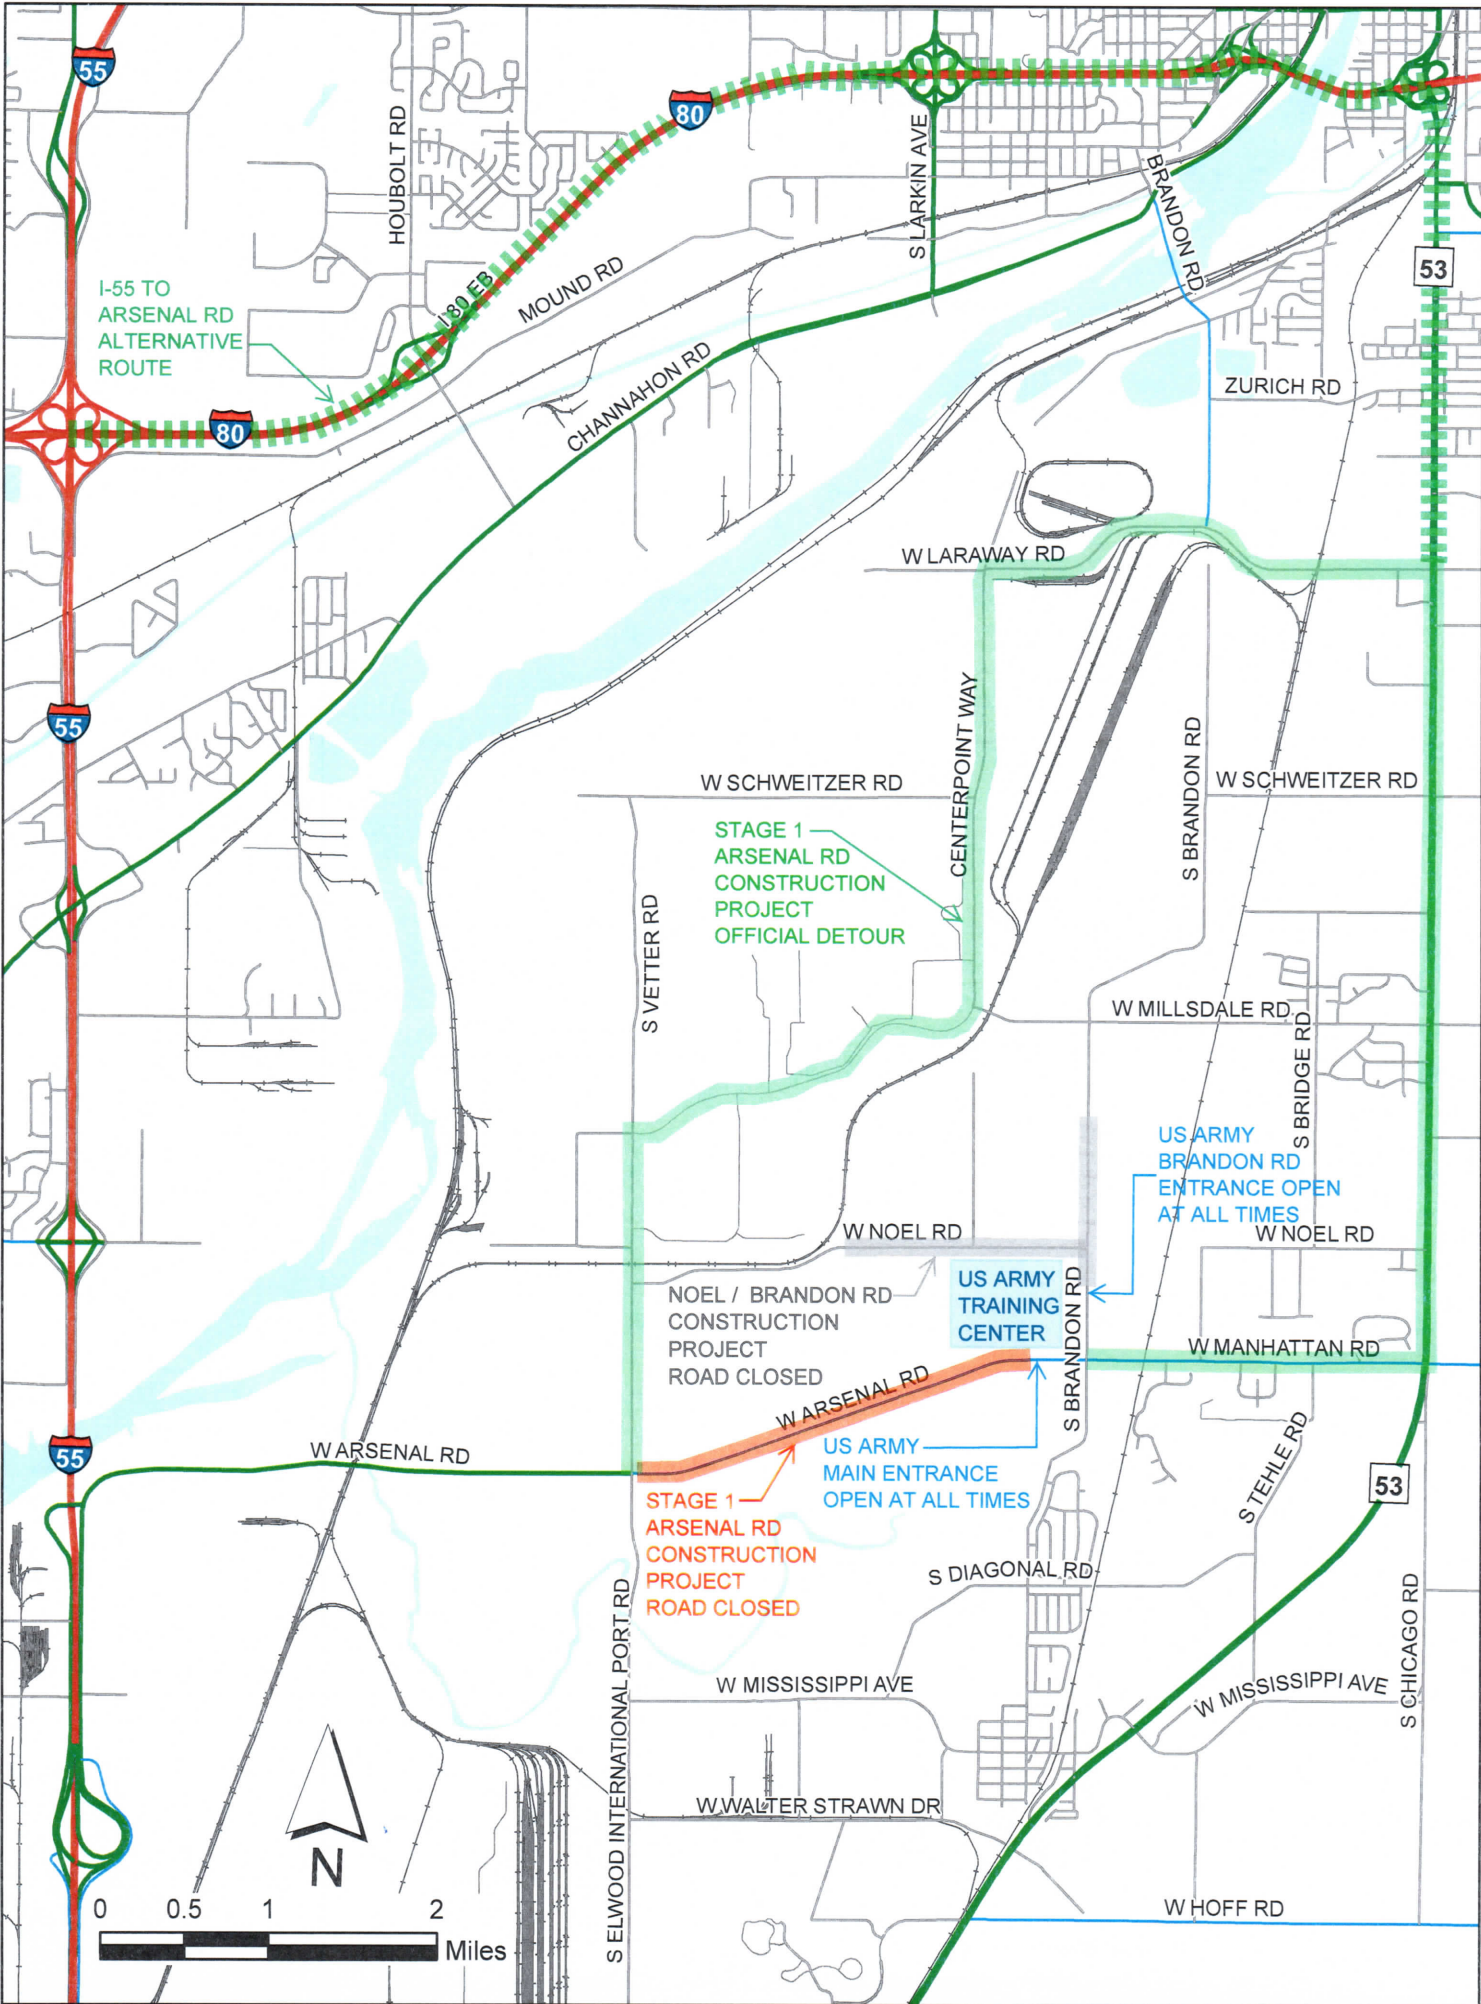 55
80
HOUBOLT RD
S LARKIN AVE
BRANDON RD
53
I-55 TO
ARSENAL RD
ALTERNATIVE
ROUTE
I 80 EB
MOUND RD
CHANNAHON RD
80
ZURICH RD
W LARAWAY RD
55
CENTERPOINT WAY
W SCHWEITZER RD
S BRANDON RD
W SCHWEITZER RD
STAGE 1
ARSENAL RD
CONSTRUCTION
PROJECT
OFFICIAL DETOUR
S VETTER RD
W MILLSDALE RD
S BRIDGE RD
US ARMY
BRANDON RD
ENTRANCE OPEN
AT ALL TIMES
W NOEL RD
W NOEL RD
NOEL / BRANDON RD
CONSTRUCTION
PROJECT
ROAD CLOSED
US ARMY
TRAINING
CENTER
S BRANDON RD
W MANHATTAN RD
W ARSENAL RD
55
W ARSENAL RD
US ARMY
MAIN ENTRANCE
OPEN AT ALL TIMES
S TEHLE RD
53
STAGE 1
ARSENAL RD
CONSTRUCTION
PROJECT
ROAD CLOSED
S DIAGONAL RD
S ELWOOD INTERNATIONAL PORT RD
S CHICAGO RD
W MISSISSIPPI AVE
W MISSISSIPPI AVE
W WALTER STRAWN DR
N
0 0.5 1 2
Miles
W HOFF RD